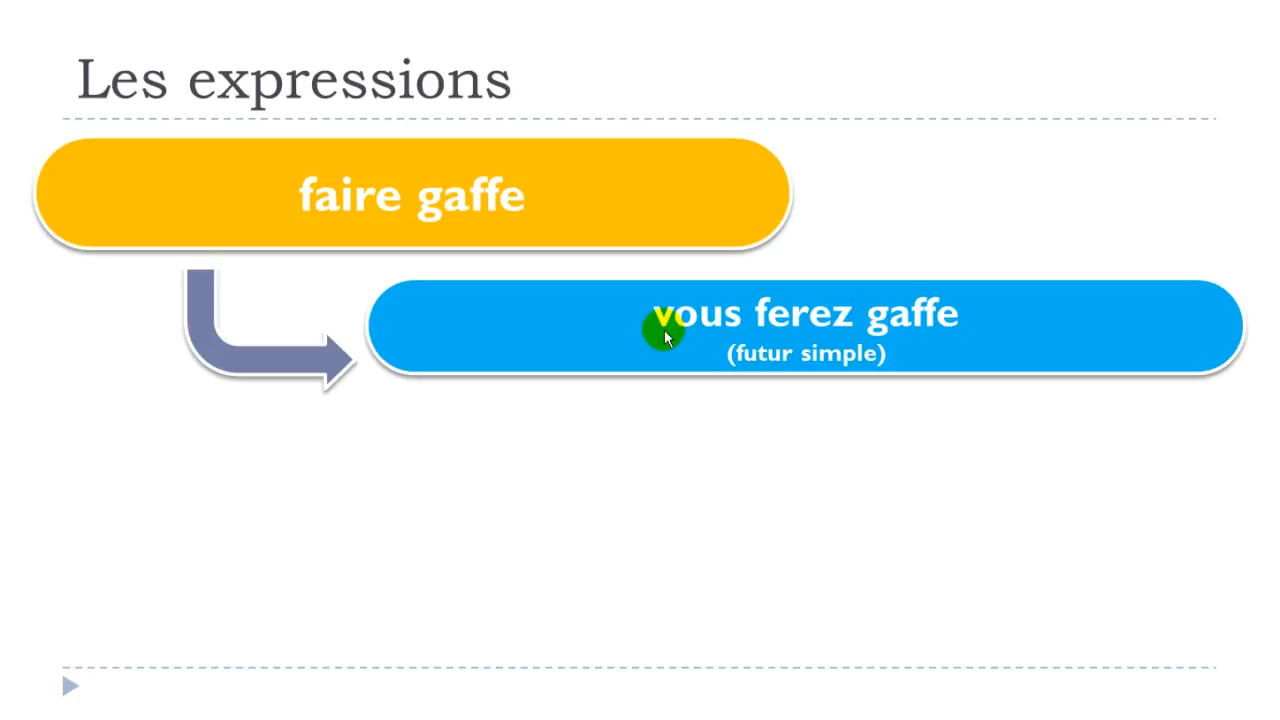 Les expressions
faire gaffe
vous ferez gaffe
(futur simple)